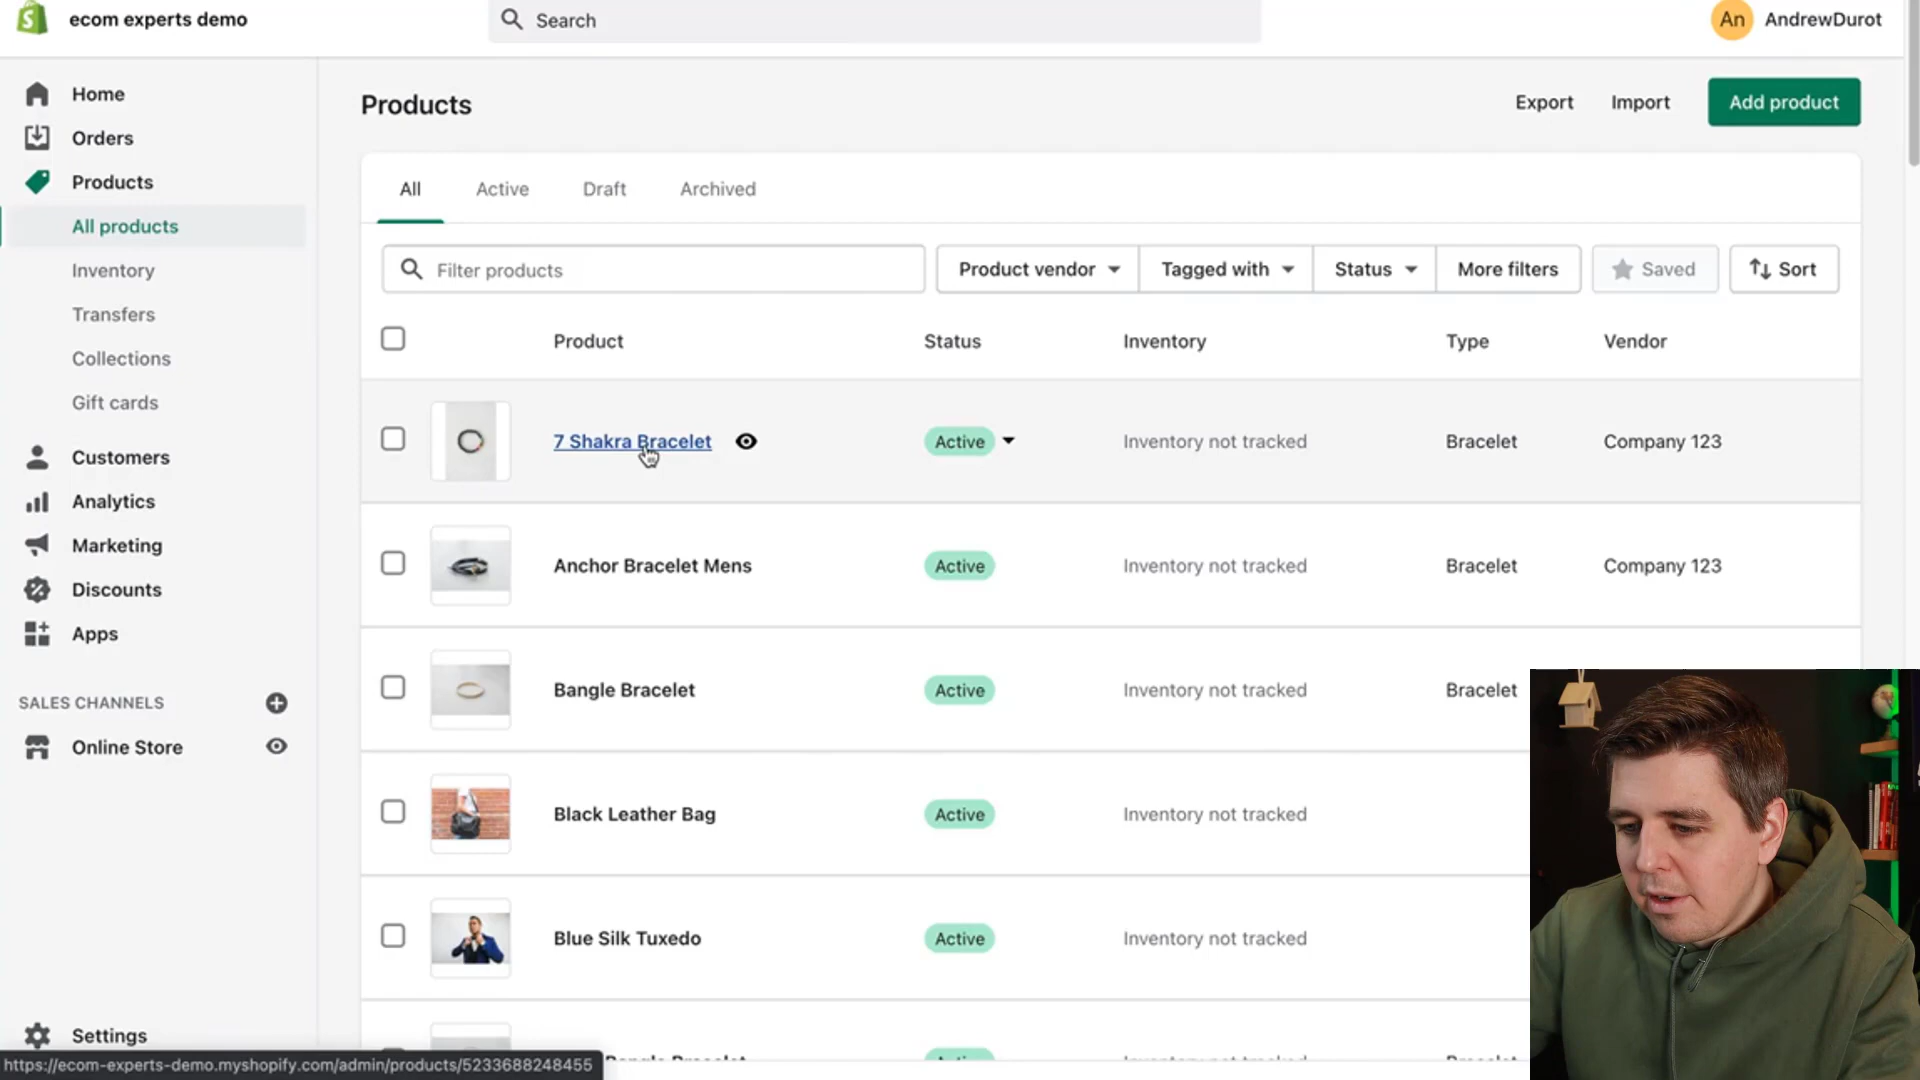 ecom experts demo
Search
An
AndrewDurot
Home
Orders
Products
All products
Inventory
Transfers
Collections
Gift cards
Customers
Analytics
Marketing
Discounts
Apps
SALES CHANNELS
Online Store
Settings
Products
Export
Import
Add product
All
Active
Draft
Archived
Filter products
Product vendor
Tagged with
Status
More filters
Saved
Sort
Product
Status
Inventory
Type
Vendor
7 Shakra Bracelet
Active
Inventory not tracked
Bracelet
Company 123
Anchor Bracelet Mens
Active
Inventory not tracked
Bracelet
Company 123
Bangle Bracelet
Active
Inventory not tracked
Bracelet
Black Leather Bag
Active
Inventory not tracked
Blue Silk Tuxedo
Active
Inventory not tracked
https://ecom-experts-demo.myshopify.com/admin/products/5233688248455